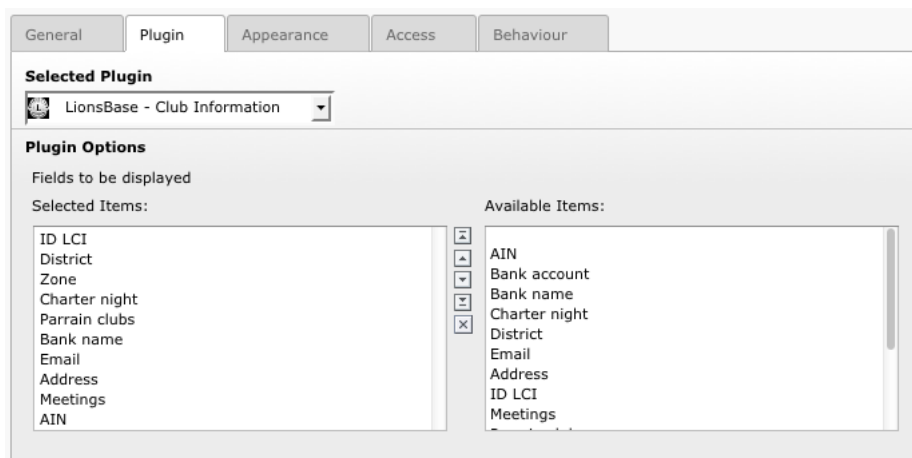 General Plugin Appearance Access Behaviour
Selected Plugin
LionsBase - Club Information
Plugin Options
Fields to be displayed
Selected Items:
ID LCI
District
Zone
Charter night
Parrain clubs
Bank name
Email
Address
Meetings
AIN
Available Items:
AIN
Bank account
Bank name
Charter night
District
Email
Address
ID LCI
Meetings